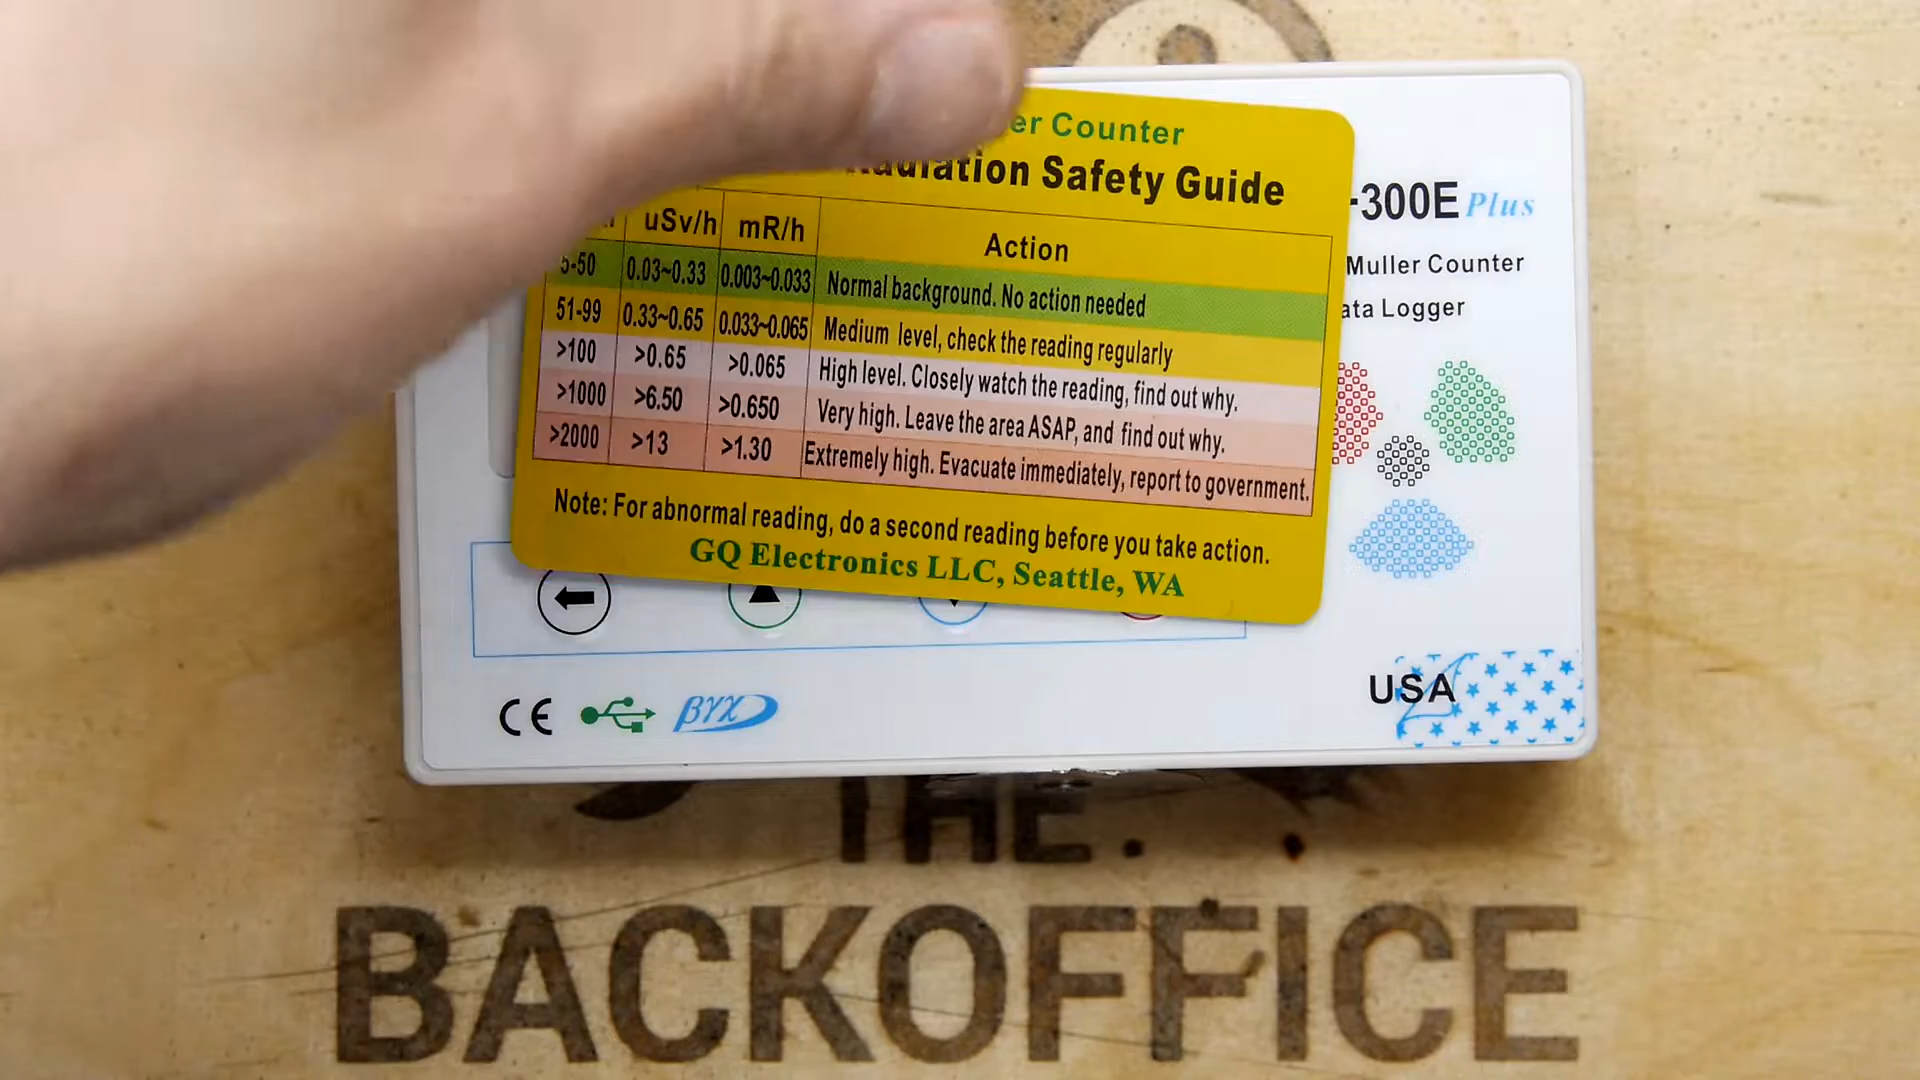 er Counter
Radiation Safety Guide
uSv/h mR/h Action
5-50 0.03~0.33 0.003~0.033 Normal background. No action needed
51-99 0.33~0.65 0.033~0.065 Medium level, check the reading regularly
>100 >0.65 >0.065 High level. Closely watch the reading, find out why.
>1000 >6.50 >0.650 Very high. Leave the area ASAP, and find out why.
>2000 >13 >1.30 Extremely high. Evacuate immediately, report to government.
Note: For abnormal reading, do a second reading before you take action.
GQ Electronics LLC, Seattle, WA
-300E Plus
Muller Counter
ata Logger
CE βγχ
USA
THE
BACKOFFICE